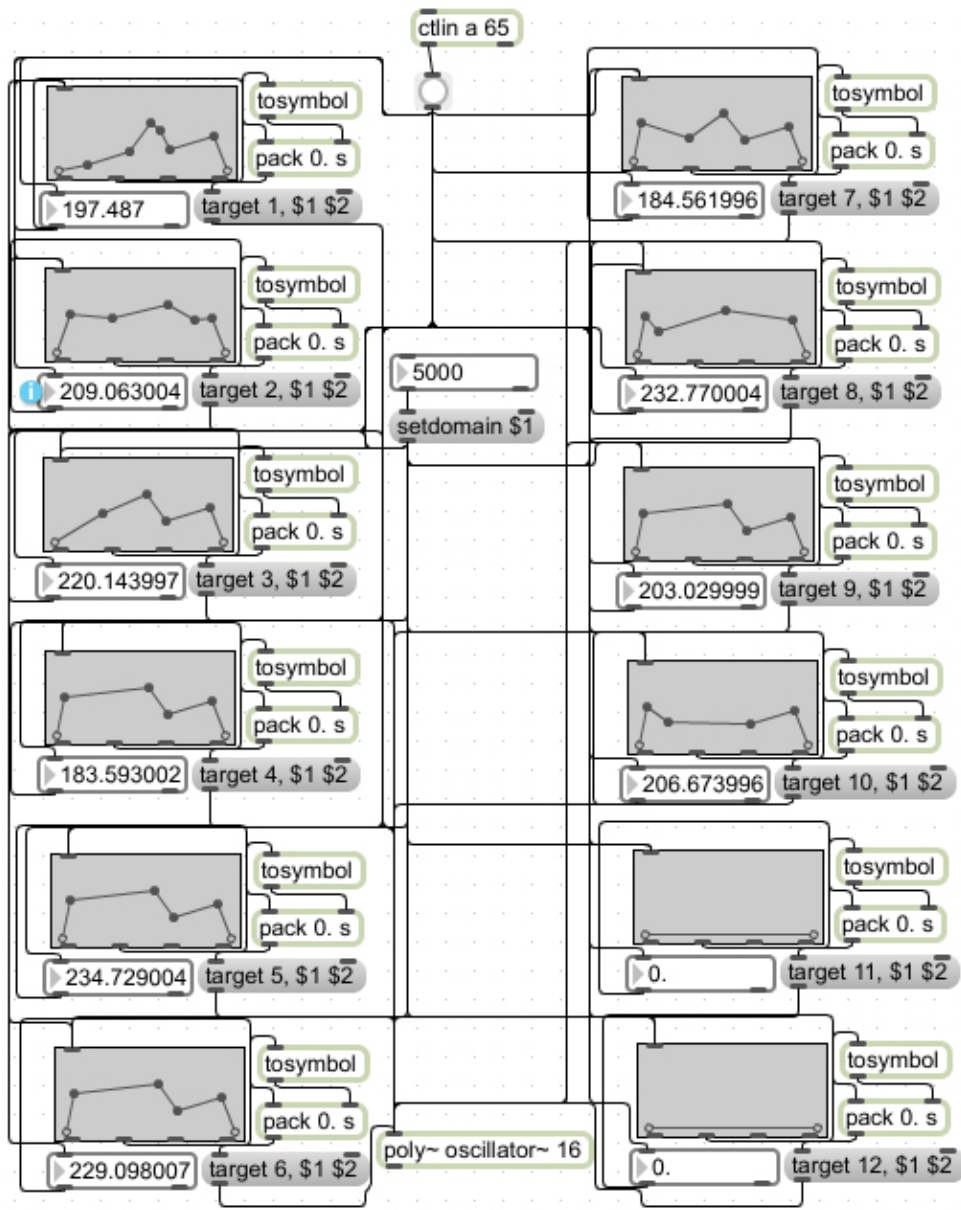 ctlin a 65
tosymbol
pack 0. s
197.487
target 1, $1 $2
tosymbol
pack 0. s
209.063004
target 2, $1 $2
i
tosymbol
pack 0. s
220.143997
target 3, $1 $2
tosymbol
pack 0. s
183.593002
target 4, $1 $2
tosymbol
pack 0. s
234.729004
target 5, $1 $2
tosymbol
pack 0. s
229.098007
target 6, $1 $2
5000
setdomain $1
poly~ oscillator~ 16
tosymbol
pack 0. s
184.561996
target 7, $1 $2
tosymbol
pack 0. s
232.770004
target 8, $1 $2
tosymbol
pack 0. s
203.029999
target 9, $1 $2
tosymbol
pack 0. s
206.673996
target 10, $1 $2
tosymbol
pack 0. s
0.
target 11, $1 $2
tosymbol
pack 0. s
0.
target 12, $1 $2